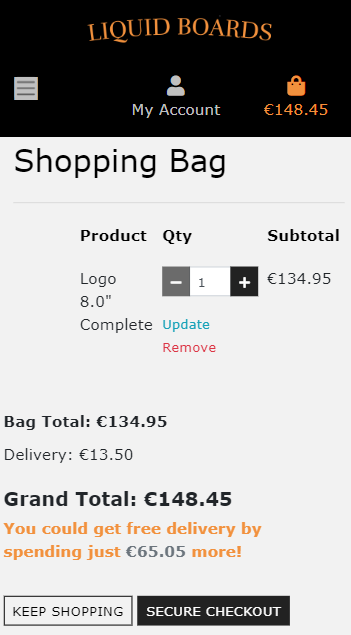 LIQUID BOARDS
My Account
€148.45
Shopping Bag
Product Qty Subtotal
Logo 8.0" Complete
1
€134.95
Update
Remove
Bag Total: €134.95
Delivery: €13.50
Grand Total: €148.45
You could get free delivery by
spending just €65.05 more!
KEEP SHOPPING
SECURE CHECKOUT